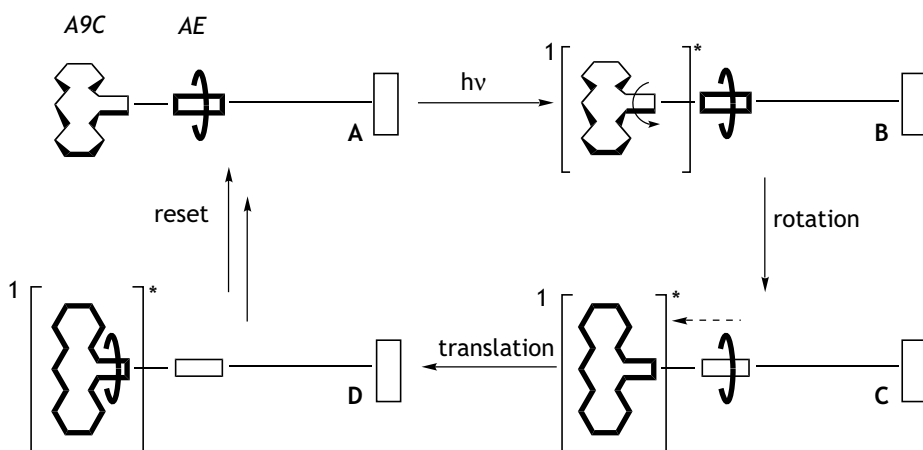 A9C AE
A
hν
1 *
B
reset
rotation
1 *
D
translation
1 *
C